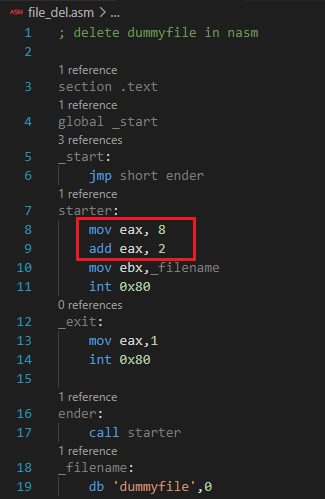 ASM file_del.asm > ...
1 ; delete dummyfile in nasm
2
1 reference
3 section .text
1 reference
4 global _start
3 references
5 _start:
6 jmp short ender
1 reference
7 starter:
8 mov eax, 8
9 add eax, 2
10 mov ebx,_filename
11 int 0x80
0 references
12 _exit:
13 mov eax,1
14 int 0x80
15
1 reference
16 ender:
17 call starter
1 reference
18 _filename:
19 db 'dummyfile',0